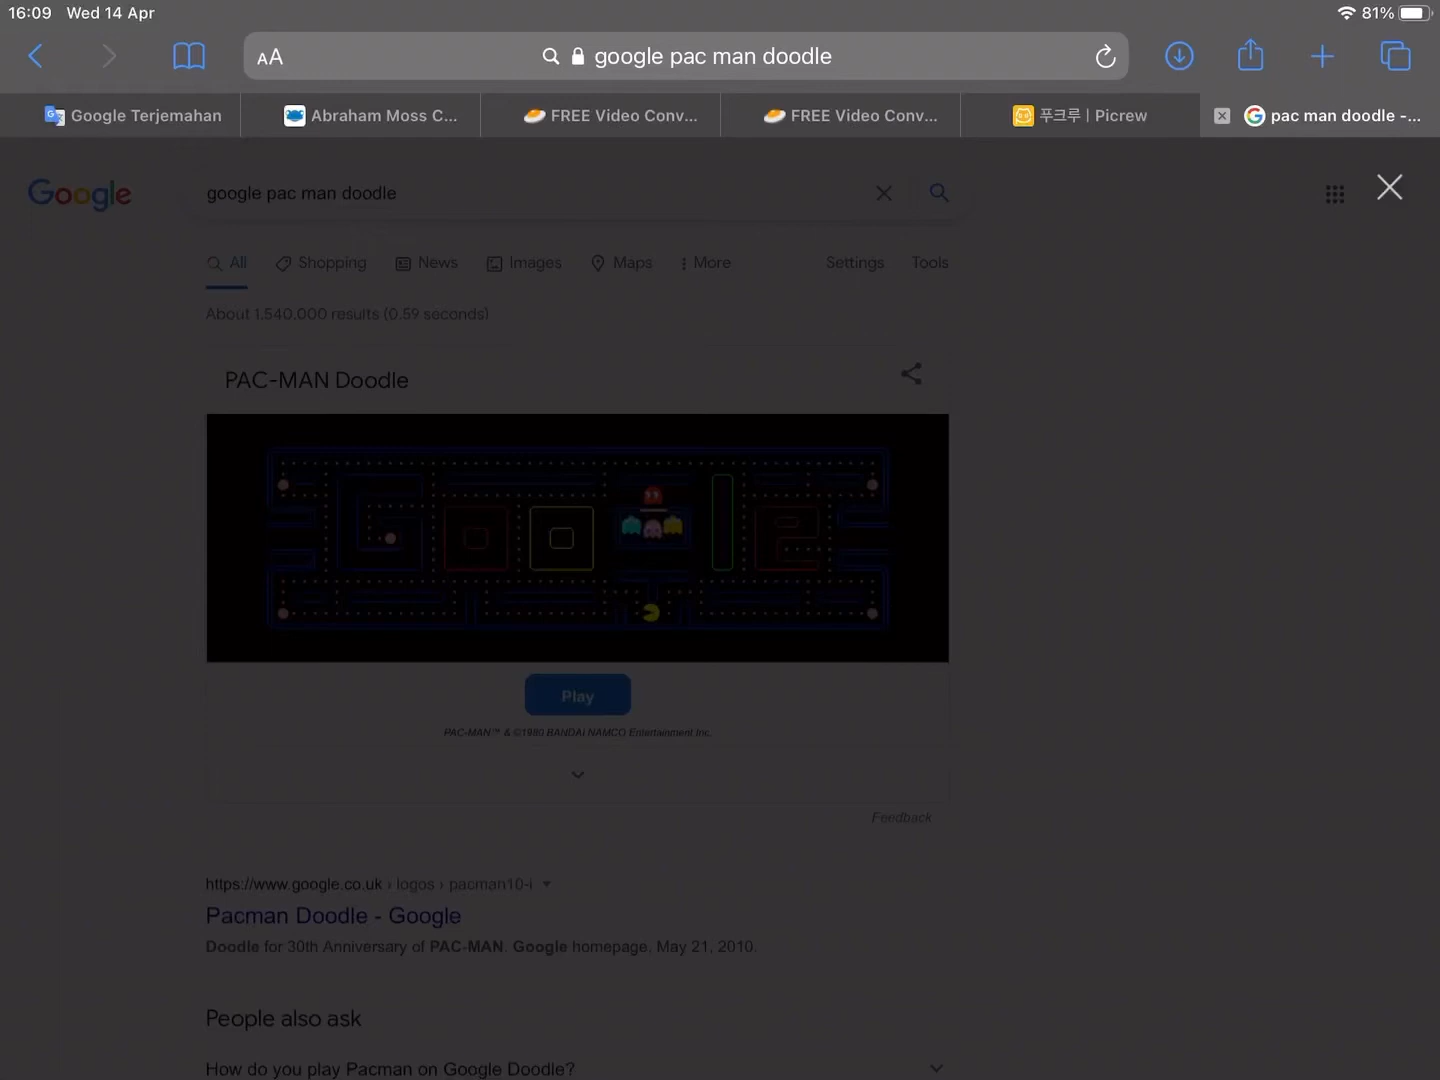 16:09 Wed 14 Apr 81%
AA google pac man doodle
Google Terjemahan
Abraham Moss C...
FREE Video Conv...
FREE Video Conv...
푸크루 | Picrew
pac man doodle -...
Google google pac man doodle
All Shopping News Images Maps More Settings Tools
About 1,540,000 results (0.59 seconds)
PAC-MAN Doodle
Play
PAC-MAN™ & ©1980 BANDAI NAMCO Entertainment Inc.
Feedback
https://www.google.co.uk › logos › pacman10-i
Pacman Doodle - Google
Doodle for 30th Anniversary of PAC-MAN. Google homepage, May 21, 2010.
People also ask
How do you play Pacman on Google Doodle?